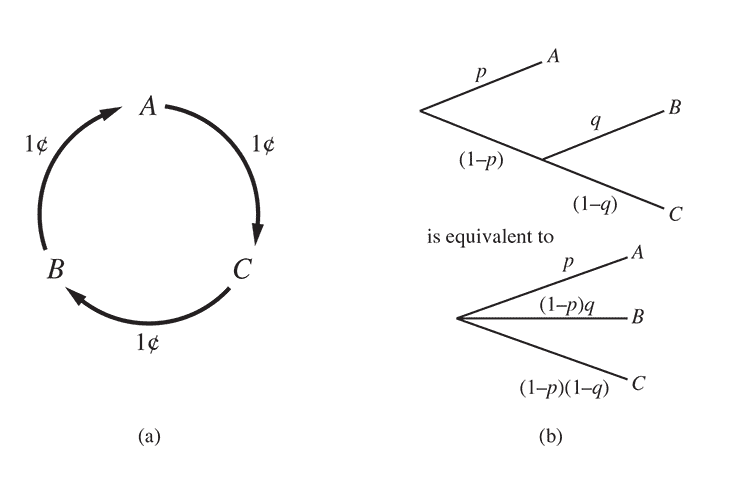 A
1¢
1¢
B
C
1¢
(a)
p
A
q
B
(1–p)
(1–q)
C
is equivalent to
p
A
(1–p)q
B
(1–p)(1–q)
C
(b)